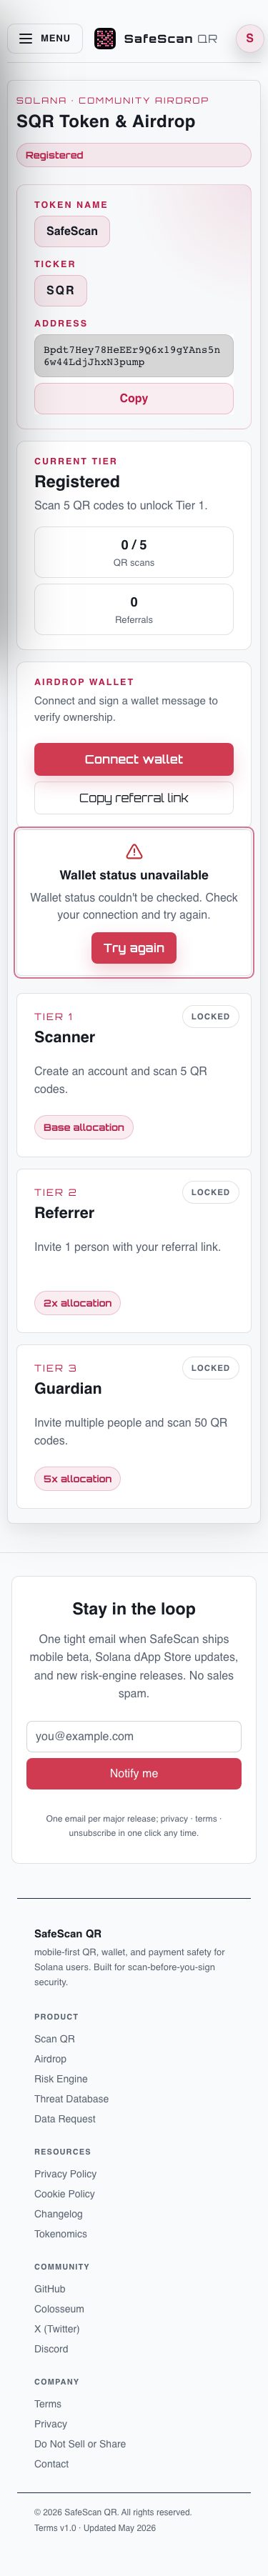 MENU
SafeScan QR
S
SOLANA · COMMUNITY AIRDROP
SQR Token & Airdrop
Registered
TOKEN NAME
SafeScan
TICKER
SQR
ADDRESS
Bpdt7Hey78HeEEr9Q6x19gYAns5n
6w44LdjJhxN3pump
Copy
CURRENT TIER
Registered
Scan 5 QR codes to unlock Tier 1.
0 / 5
QR scans
0
Referrals
AIRDROP WALLET
Connect and sign a wallet message to
verify ownership.
Connect wallet
Copy referral link
Wallet status unavailable
Wallet status couldn't be checked. Check
your connection and try again.
Try again
TIER 1
LOCKED
Scanner
Create an account and scan 5 QR
codes.
Base allocation
TIER 2
LOCKED
Referrer
Invite 1 person with your referral link.
2x allocation
TIER 3
LOCKED
Guardian
Invite multiple people and scan 50 QR
codes.
5x allocation
Stay in the loop
One tight email when SafeScan ships
mobile beta, Solana dApp Store updates,
and new risk-engine releases. No sales
spam.
you@example.com
Notify me
One email per major release; privacy · terms ·
unsubscribe in one click any time.
SafeScan QR
mobile-first QR, wallet, and payment safety for
Solana users. Built for scan-before-you-sign
security.
PRODUCT
Scan QR
Airdrop
Risk Engine
Threat Database
Data Request
RESOURCES
Privacy Policy
Cookie Policy
Changelog
Tokenomics
COMMUNITY
GitHub
Colosseum
X (Twitter)
Discord
COMPANY
Terms
Privacy
Do Not Sell or Share
Contact
© 2026 SafeScan QR. All rights reserved.
Terms v1.0 · Updated May 2026